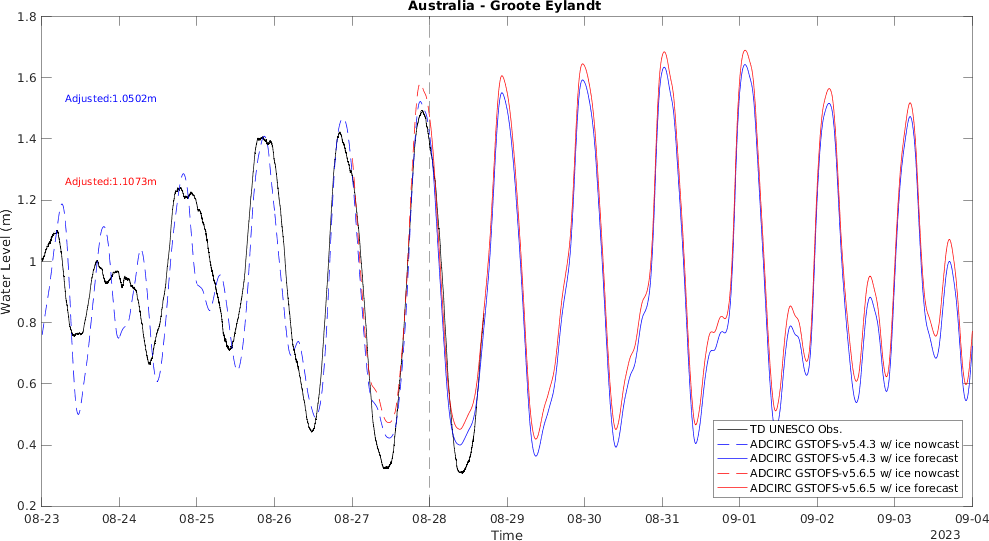 Australia - Groote Eylandt
1.8
1.6
1.4
1.2
1
0.8
0.6
0.4
0.2
Water Level (m)
Adjusted:1.0502m
Adjusted:1.1073m
TD UNESCO Obs.
ADCIRC GSTOFS-v5.4.3 w/ ice nowcast
ADCIRC GSTOFS-v5.4.3 w/ ice forecast
ADCIRC GSTOFS-v5.6.5 w/ ice nowcast
ADCIRC GSTOFS-v5.6.5 w/ ice forecast
08-23 08-24 08-25 08-26 08-27 08-28 08-29 08-30 08-31 09-01 09-02 09-03 09-04
Time
2023